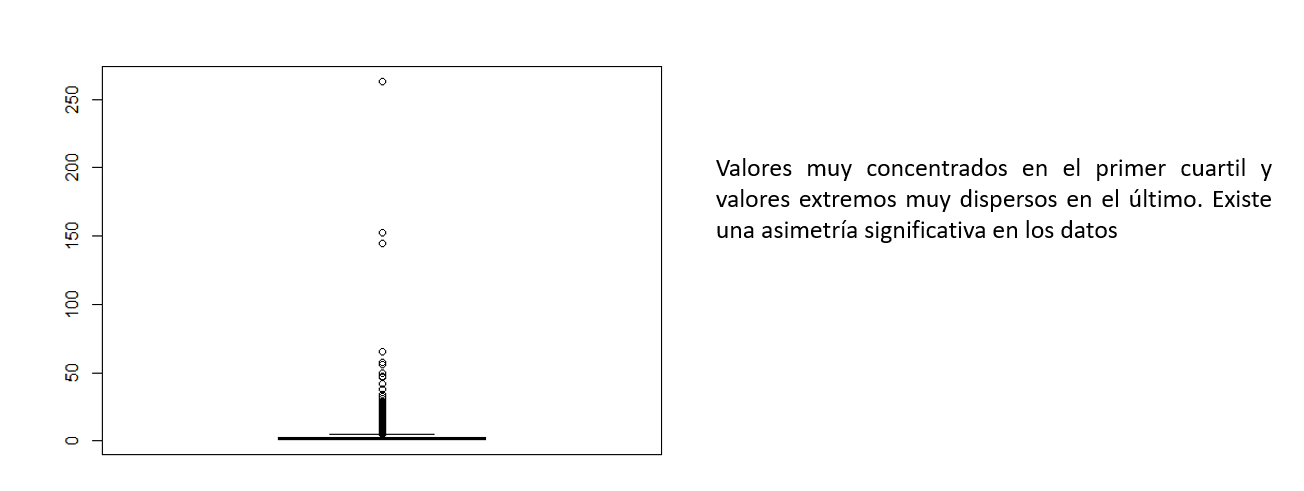 250
200
150
100
50
0
Valores muy concentrados en el primer cuartil y
valores extremos muy dispersos en el último. Existe
una asimetría significativa en los datos